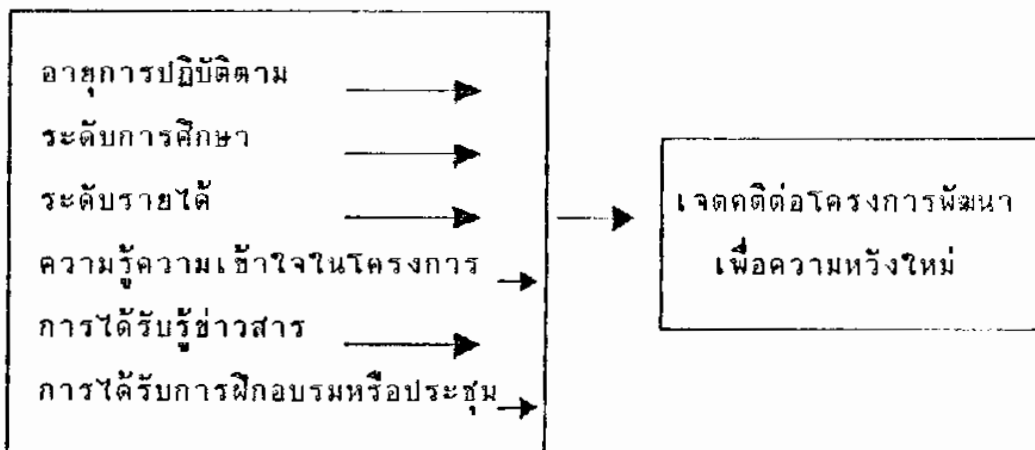 อายุการปฏิบัติตาม
ระดับการศึกษา
ระดับรายได้
ความรู้ความเข้าใจในโครงการ
การได้รับรู้ข่าวสาร
การได้รับการฝึกอบรมหรือประชุม
เจตคติต่อโครงการพัฒนา
เพื่อความหวังใหม่